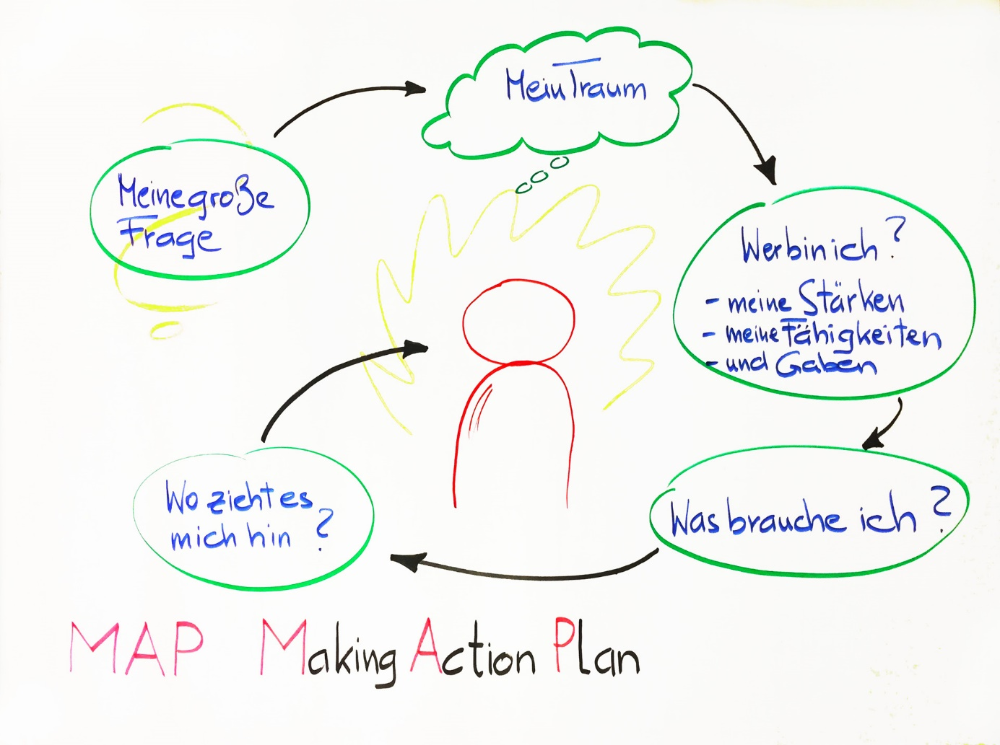 Mein Traum
Meine große
Frage
Wer bin ich?
- meine Stärken
- meine Fähigkeiten
- und Gaben
Was brauche ich?
Wo zieht es
mich hin?
MAP Making Action Plan